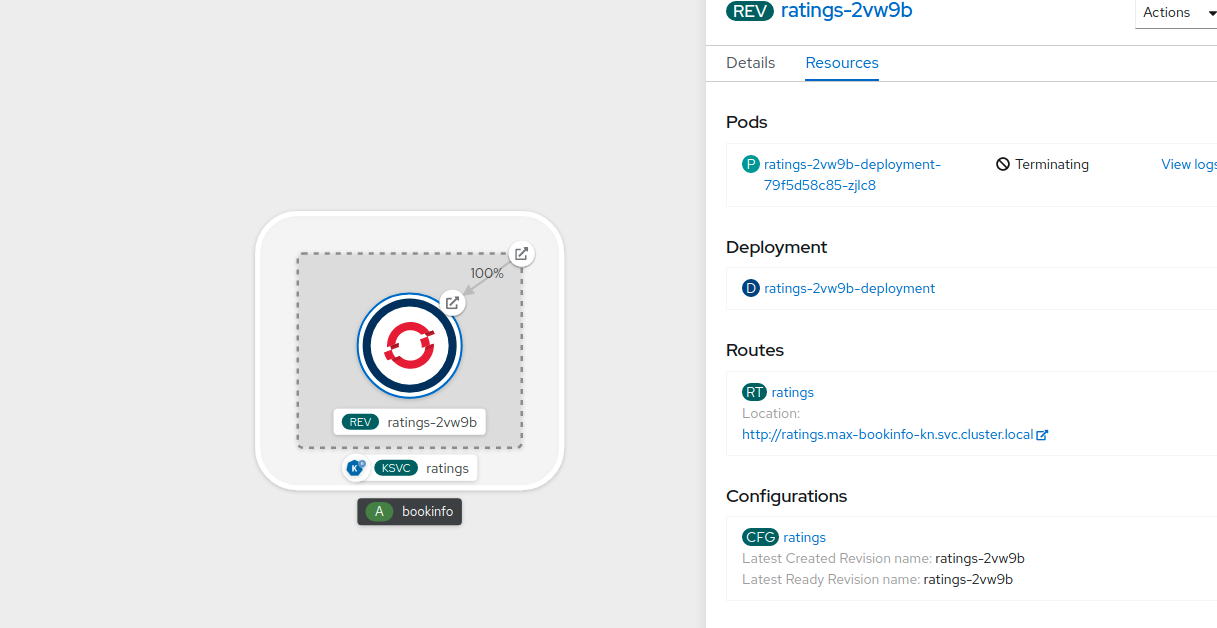 100%
REV ratings-2vw9b
K KSVC ratings
A bookinfo
REV ratings-2vw9b
Actions
Details Resources
Pods
P ratings-2vw9b-deployment- Terminating View logs
79f5d58c85-zjlc8
Deployment
D ratings-2vw9b-deployment
Routes
RT ratings
Location:
http://ratings.max-bookinfo-kn.svc.cluster.local
Configurations
CFG ratings
Latest Created Revision name: ratings-2vw9b
Latest Ready Revision name: ratings-2vw9b